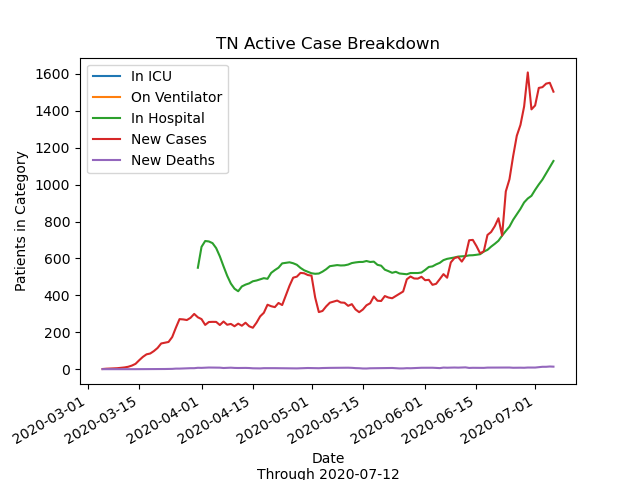 TN Active Case Breakdown
In ICU
On Ventilator
In Hospital
New Cases
New Deaths
Patients in Category
1600
1400
1200
1000
800
600
400
200
0
2020-03-01
2020-03-15
2020-04-01
2020-04-15
2020-05-01
2020-05-15
2020-06-01
2020-06-15
2020-07-01
Date
Through 2020-07-12